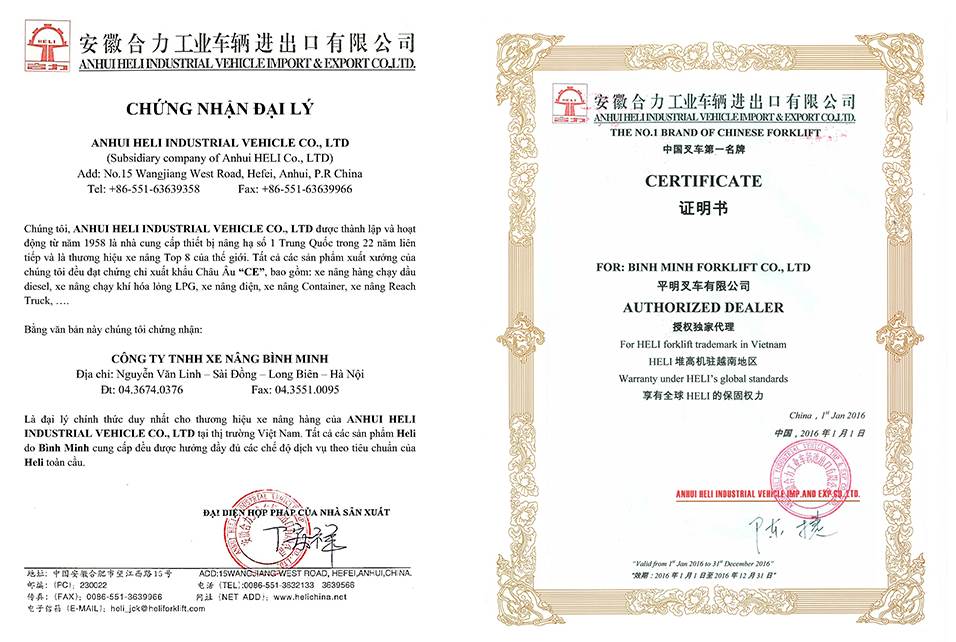 HELI
合力
安徽合力工业车辆进出口有限公司
ANHUI HELI INDUSTRIAL VEHICLE IMPORT & EXPORT CO.,LTD.
CHỨNG NHẬN ĐẠI LÝ
ANHUI HELI INDUSTRIAL VEHICLE CO., LTD
(Subsidiary company of Anhui HELI Co., LTD)
Add: No.15 Wangjiang West Road, Hefei, Anhui, P.R China
Tel: +86-551-63639358 Fax: +86-551-63639966
Chúng tôi, ANHUI HELI INDUSTRIAL VEHICLE CO., LTD được thành lập và hoạt
động từ năm 1958 là nhà cung cấp thiết bị nâng hạ số 1 Trung Quốc trong 22 năm liên
tiếp và là thương hiệu xe nâng Top 8 của thế giới. Tất cả các sản phẩm xuất xưởng của
chúng tôi đều đạt chứng chỉ xuất khẩu Châu Âu “CE”, bao gồm: xe nâng hàng chạy dầu
diesel, xe nâng chạy khí hóa lỏng LPG, xe nâng điện, xe nâng Container, xe nâng Reach
Truck, ….
Bằng văn bản này chúng tôi chứng nhận:
CÔNG TY TNHH XE NÂNG BÌNH MINH
Địa chỉ: Nguyễn Văn Linh – Sài Đồng – Long Biên – Hà Nội
Đt: 04.3674.0376 Fax: 04.3551.0095
Là đại lý chính thức duy nhất cho thương hiệu xe nâng hàng của ANHUI HELI
INDUSTRIAL VEHICLE CO., LTD tại thị trường Việt Nam. Tất cả các sản phẩm Heli
do Bình Minh cung cấp đều được hưởng đầy đủ các chế độ dịch vụ theo tiêu chuẩn của
Heli toàn cầu.
ĐẠI DIỆN HỢP PHÁP CỦA NHÀ SẢN XUẤT
地址: 中国安徽合肥市望江西路15号 ADD:15WANGJIANG WEST ROAD, HEFEI,ANHUI,CHINA.
邮编: (PC): 230022 电话 (TEL):0086-551-3632133 3639566
传真: (FAX): 0086-551-3639966 网址 (NET ADD): www.helichina.net
电子信箱 (E-MAIL): heli_jck@heliforklift.com
HELI
合力
安徽合力工业车辆进出口有限公司
ANHUI HELI INDUSTRIAL VEHICLE IMPORT & EXPORT CO.,LTD.
THE NO.1 BRAND OF CHINESE FORKLIFT
中国叉车第一名牌
CERTIFICATE
证明书
FOR: BINH MINH FORKLIFT CO., LTD
平明叉车有限公司
AUTHORIZED DEALER
授权独家代理
For HELI forklift trademark in Vietnam
HELI 堆高机驻越南地区
Warranty under HELI’s global standards
享有全球 HELI 的保固权力
China, 1st Jan 2016
中国, 2016 年 1 月 1 日
ANHUI HELI INDUSTRIAL VEHICLE IMP.AND EXP CO.LTD.
"Valid from 1st Jan 2016 to 31st December 2016"
"效期：2016 年 1 月 1 日至 2016 年 12 月 31 日"